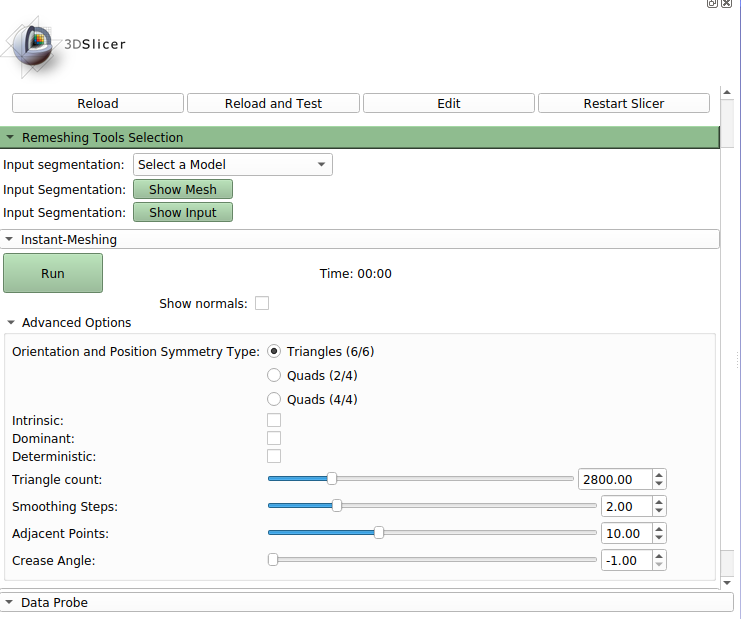 3DSlicer
Reload Reload and Test Edit Restart Slicer
Remeshing Tools Selection
Input segmentation: Select a Model
Input Segmentation: Show Mesh
Input Segmentation: Show Input
Instant-Meshing
Run Time: 00:00
Show normals:
Advanced Options
Orientation and Position Symmetry Type: Triangles (6/6)
Quads (2/4)
Quads (4/4)
Intrinsic:
Dominant:
Deterministic:
Triangle count: 2800.00
Smoothing Steps: 2.00
Adjacent Points: 10.00
Crease Angle: -1.00
Data Probe